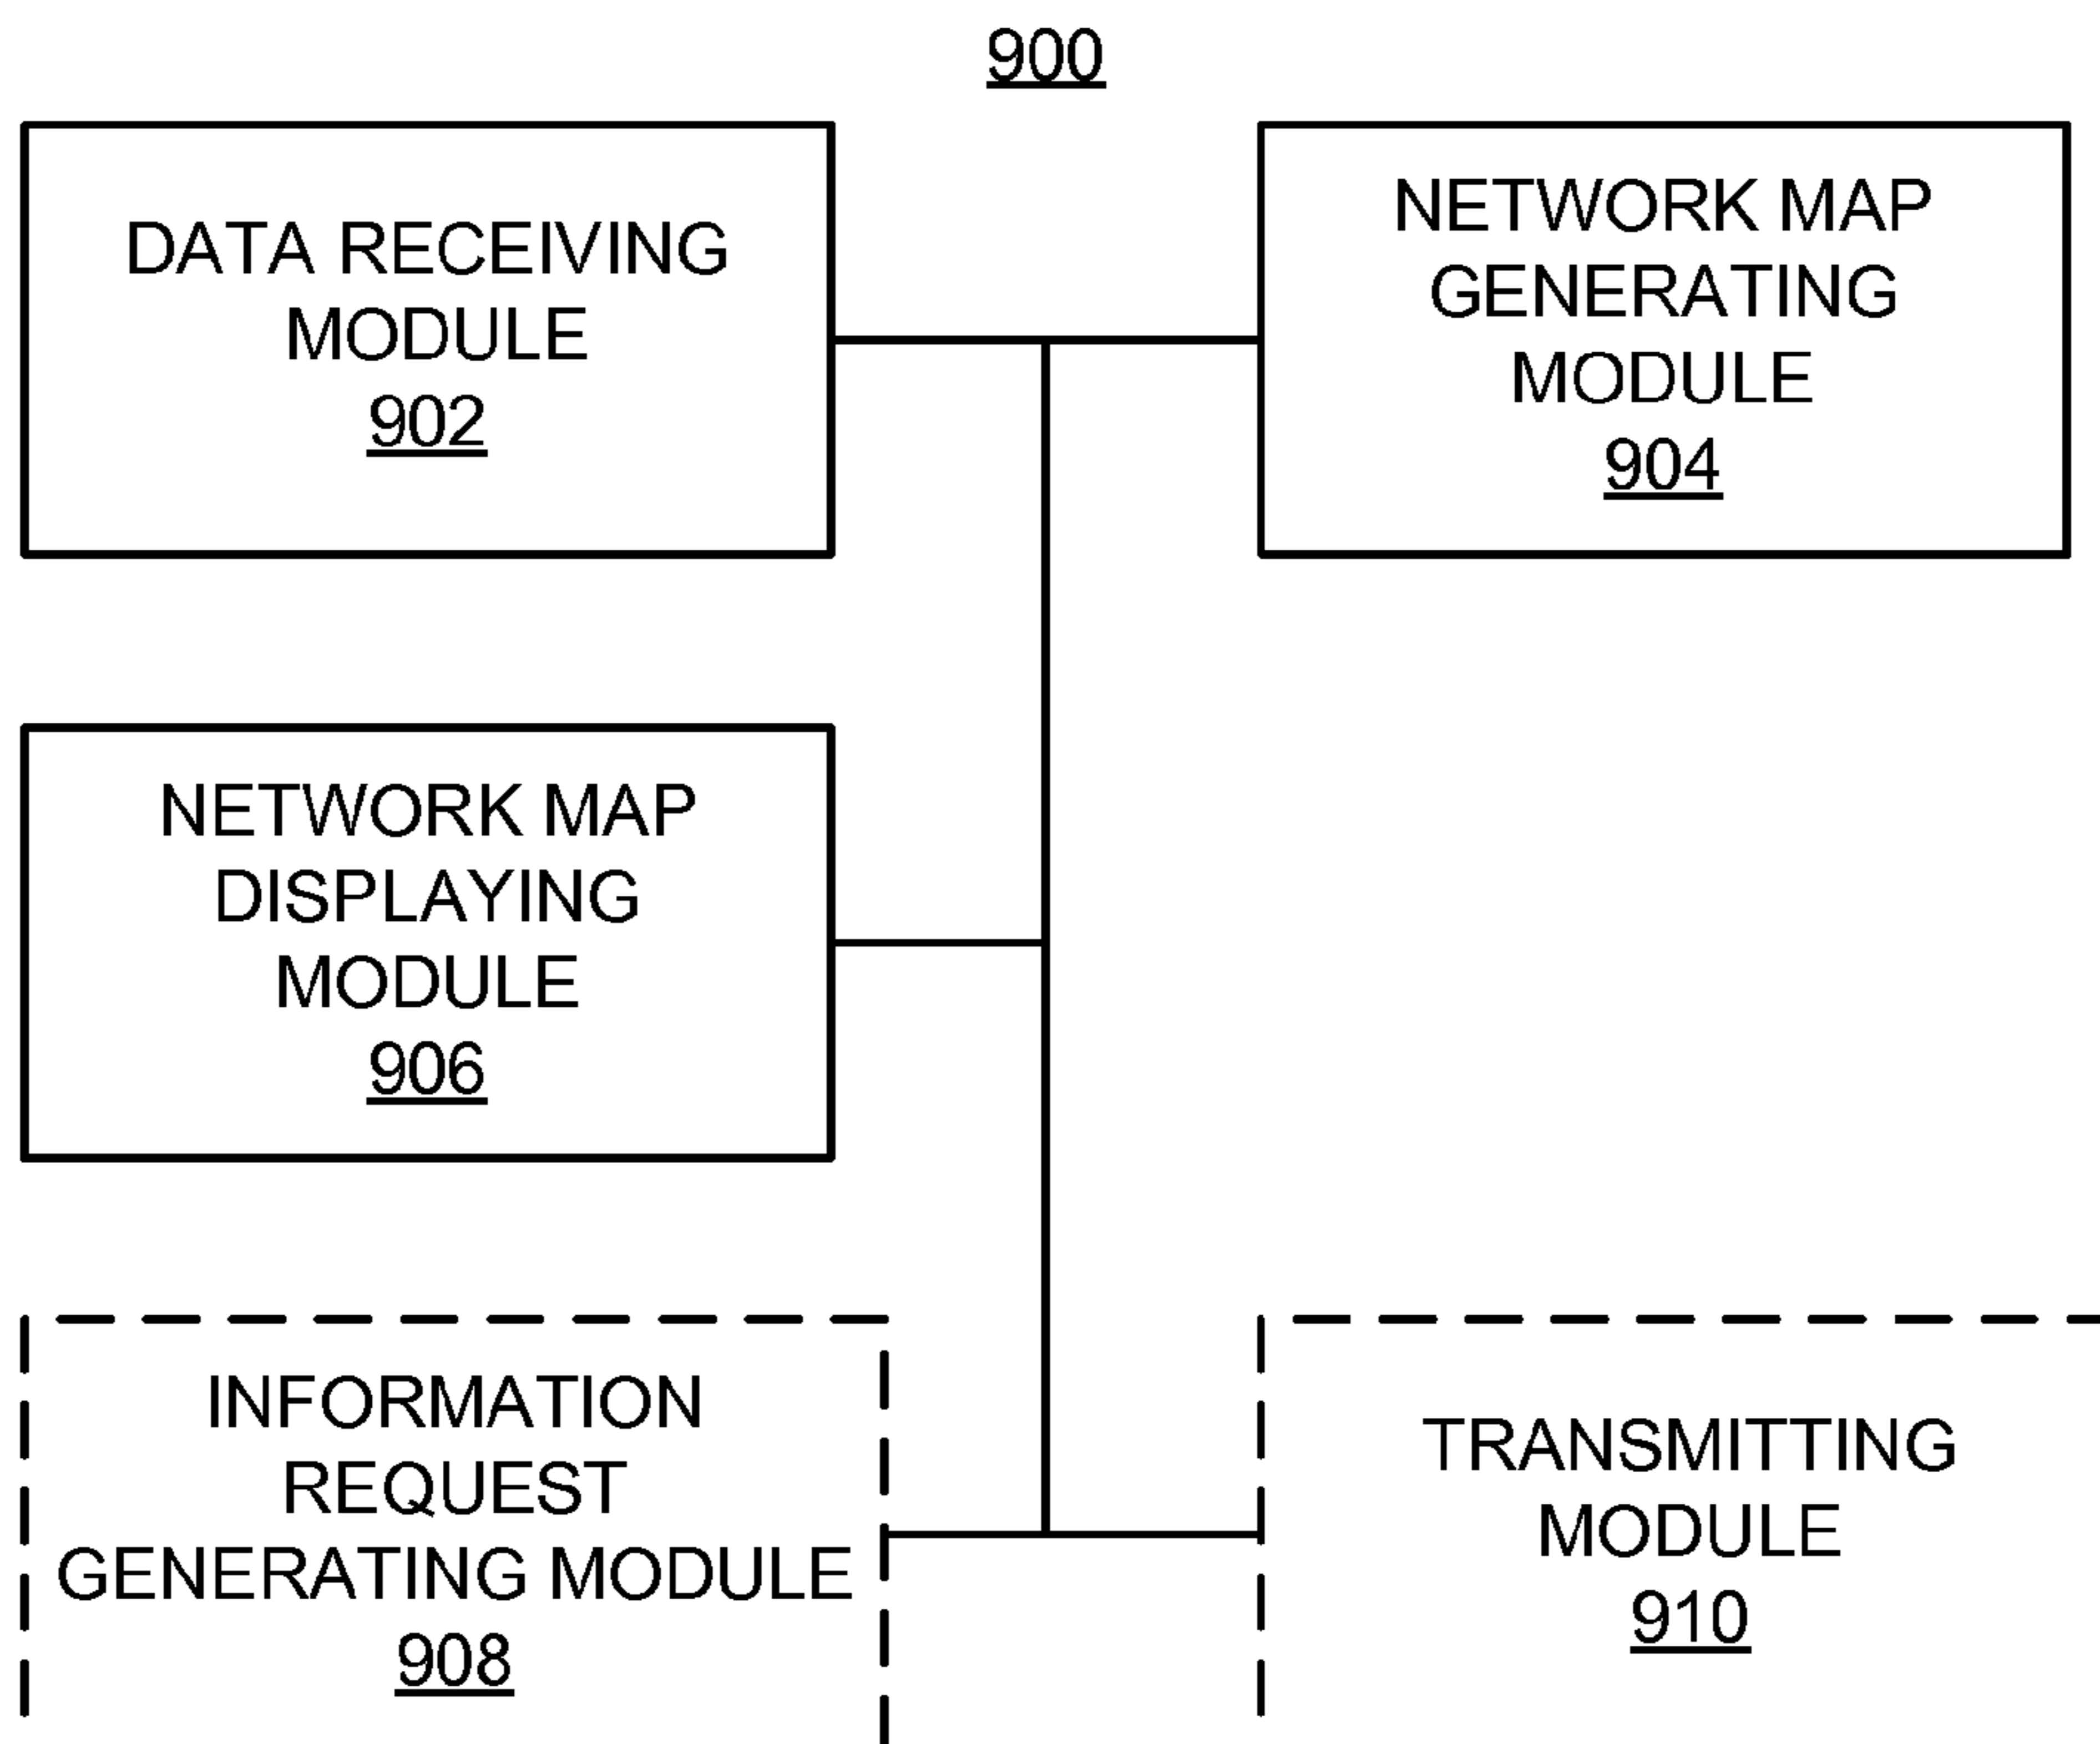 900
DATA RECEIVING
MODULE
902
NETWORK MAP
GENERATING
MODULE
904
NETWORK MAP
DISPLAYING
MODULE
906
INFORMATION
REQUEST
GENERATING MODULE
908
TRANSMITTING
MODULE
910